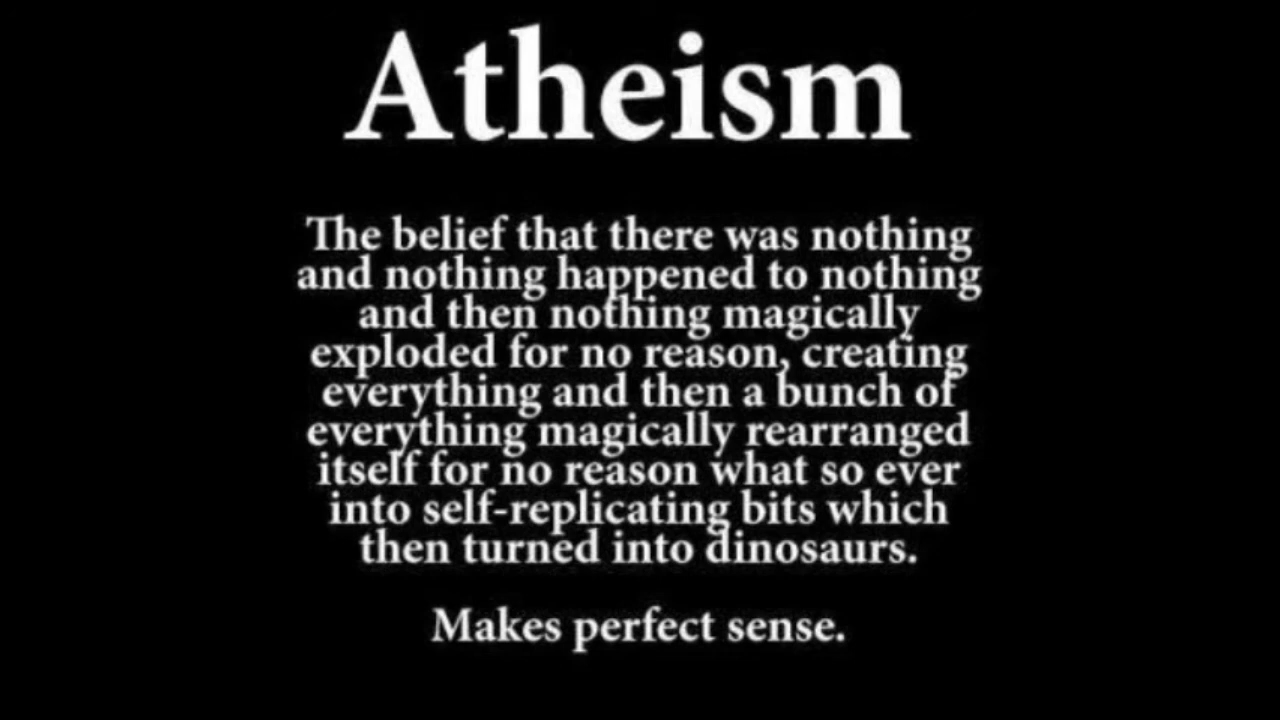 Atheism
The belief that there was nothing
and nothing happened to nothing
and then nothing magically
exploded for no reason, creating
everything and then a bunch of
everything magically rearranged
itself for no reason what so ever
into self-replicating bits which
then turned into dinosaurs.
Makes perfect sense.